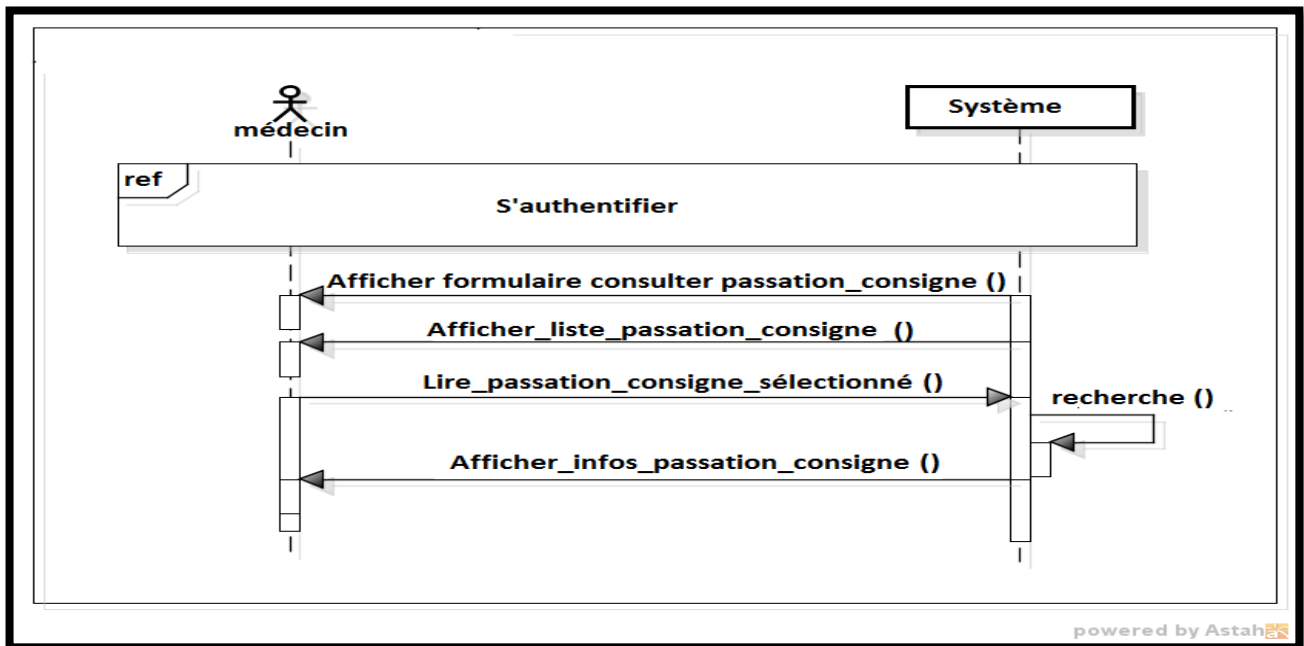 médecin
Système
ref
S'authentifier
Afficher formulaire consulter passation_consigne ()
Afficher_liste_passation_consigne ()
Lire_passation_consigne_sélectionné ()
recherche ()
Afficher_infos_passation_consigne ()
powered by Astah